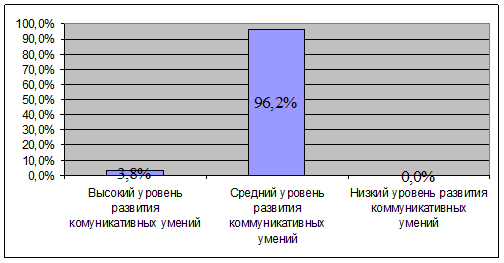 100,0%
90,0%
80,0%
70,0%
60,0%
50,0%
40,0%
30,0%
20,0%
10,0%
0,0%
3,8%
96,2%
0,0%
Высокий уровень
развития
комуникативных умений
Средний уровень
развития
коммуникативных
умений
Низкий уровень развития
коммуникативных
умений